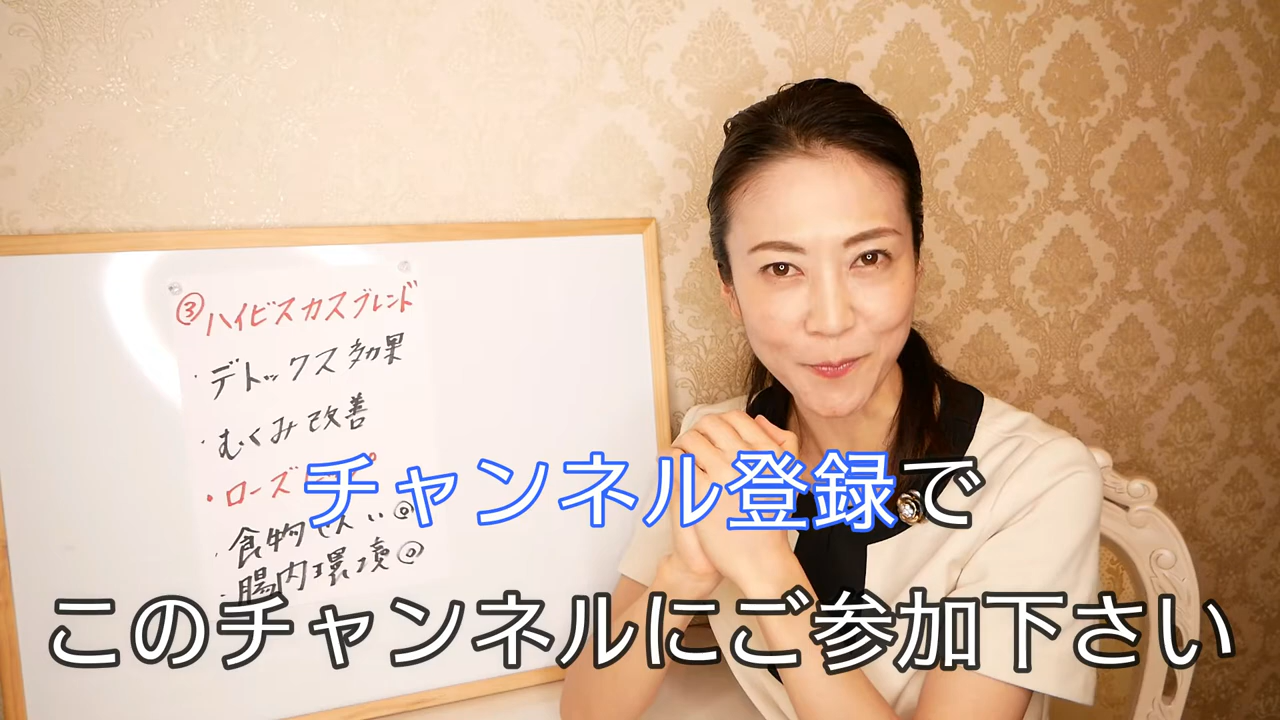 ③ハイビスカスブレンド
・デトックス効果
・むくみ改善
・ローズ
・食物せんい◎
・腸内環境◎
チャンネル登録で
このチャンネルにご参加下さい